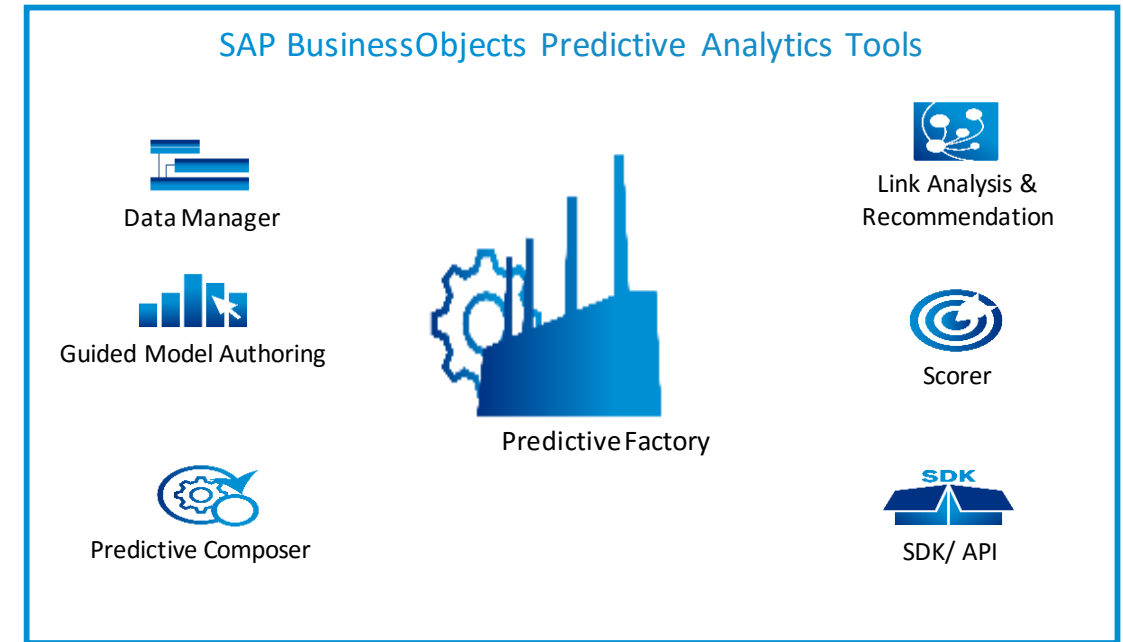 SAP BusinessObjects Predictive Analytics Tools
Data Manager
Guided Model Authoring
Predictive Composer
Predictive Factory
Link Analysis &
Recommendation
Scorer
SDK
SDK/ API